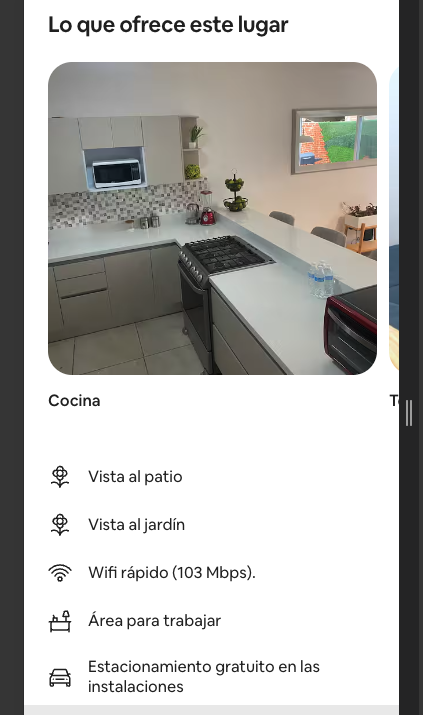 Lo que ofrece este lugar
Cocina
Vista al patio
Vista al jardín
Wifi rápido (103 Mbps).
Área para trabajar
Estacionamiento gratuito en las
instalaciones